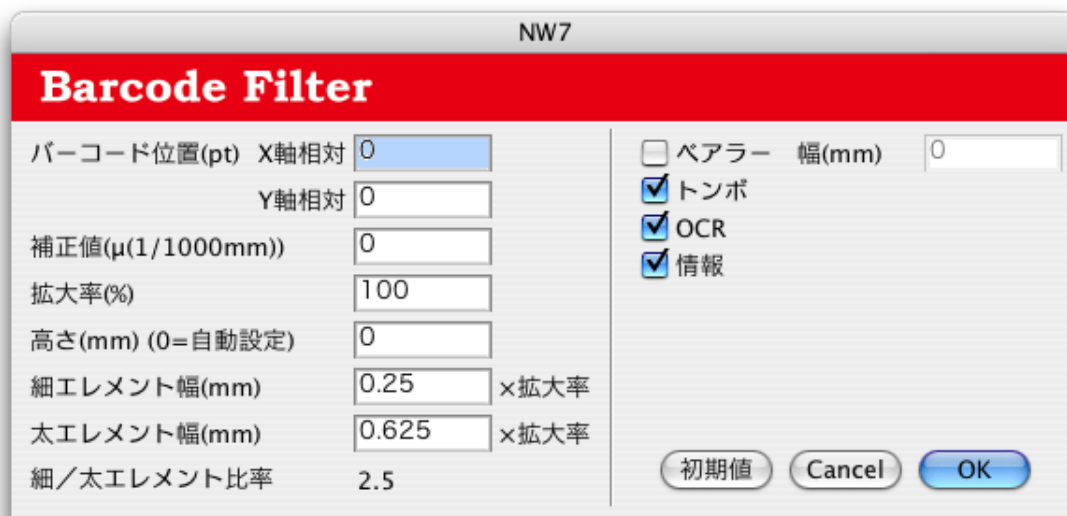 NW7
Barcode Filter
バーコード位置(pt) X軸相対 0
Y軸相対 0
補正値(μ(1/1000mm)) 0
拡大率(%) 100
高さ(mm) (0=自動設定) 0
細エレメント幅(mm) 0.25 ×拡大率
太エレメント幅(mm) 0.625 ×拡大率
細／太エレメント比率 2.5
ベアラー 幅(mm) 0
トンボ
OCR
情報
初期値 Cancel OK